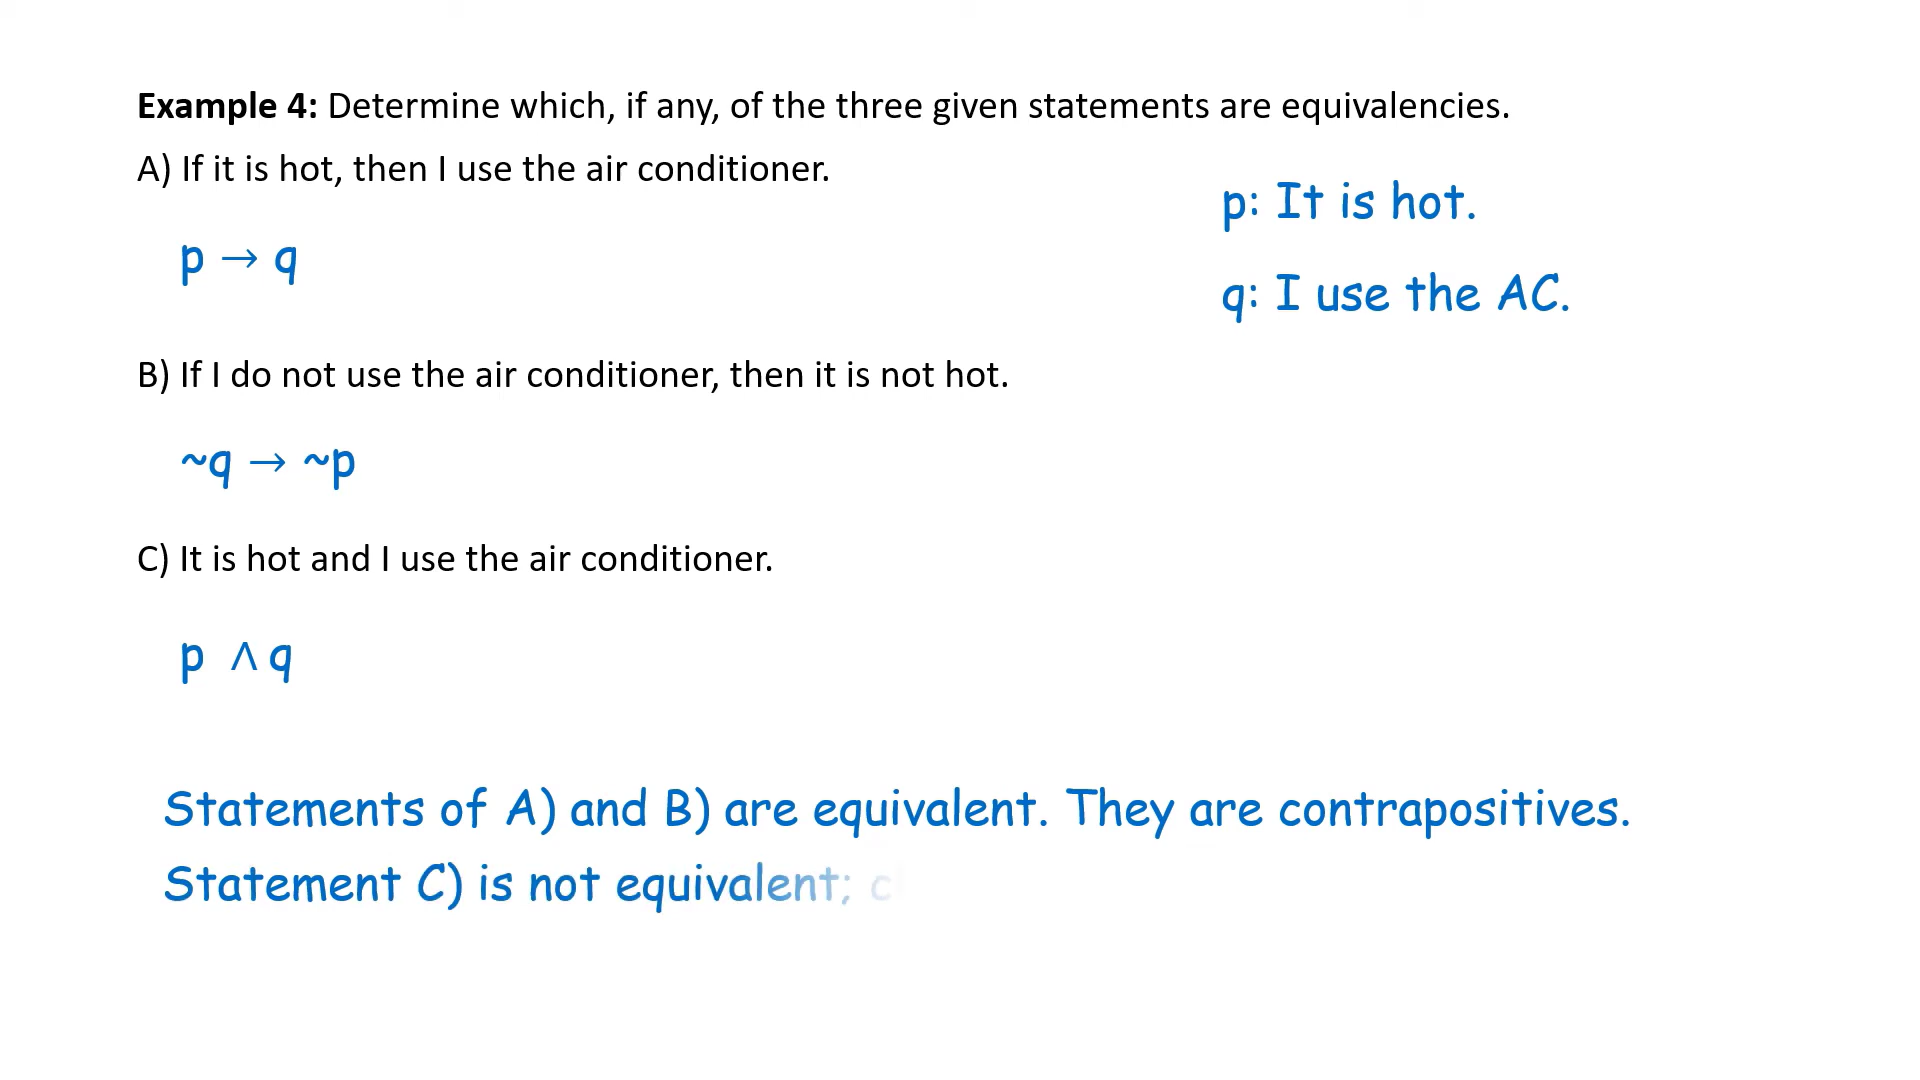 Example 4: Determine which, if any, of the three given statements are equivalencies.
A) If it is hot, then I use the air conditioner.
p: It is hot.
p → q
q: I use the AC.
B) If I do not use the air conditioner, then it is not hot.
~q → ~p
C) It is hot and I use the air conditioner.
p ∧ q
Statements of A) and B) are equivalent. They are contrapositives.
Statement C) is not equivalent;